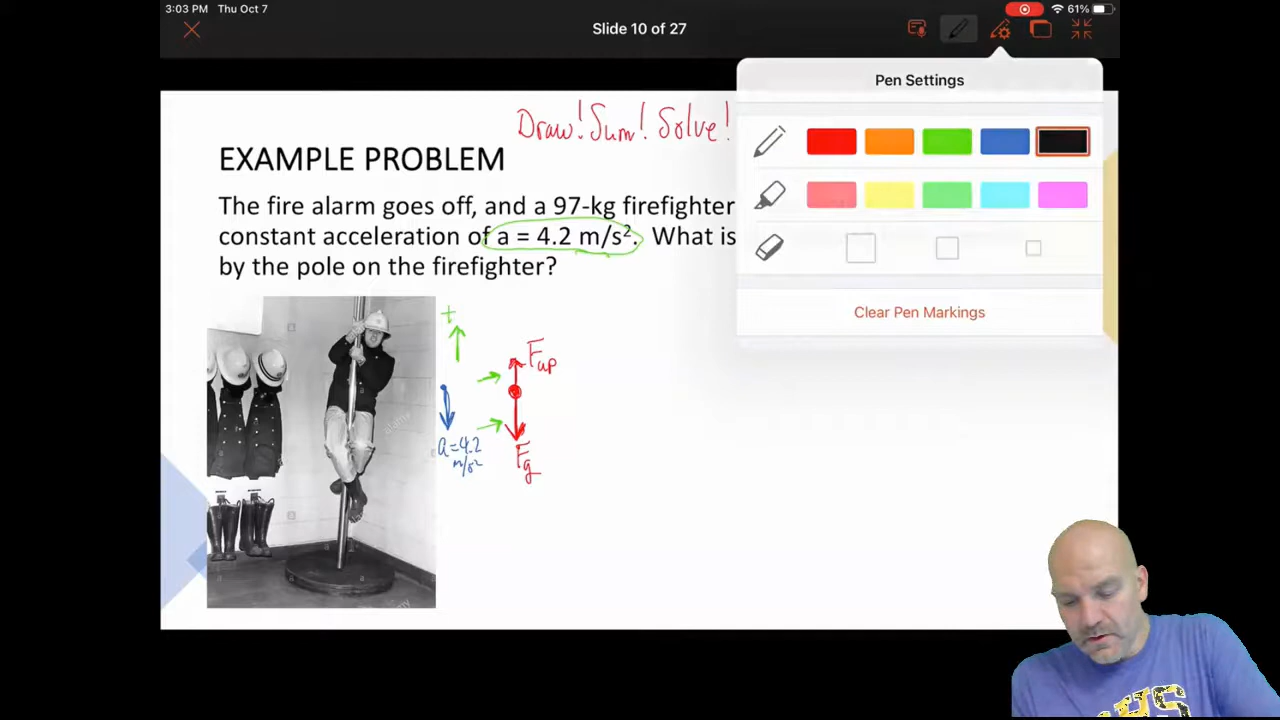 3:03 PM Thu Oct 7
61%
Slide 10 of 27
Pen Settings
Draw! Sum! Solve!
EXAMPLE PROBLEM
The fire alarm goes off, and a 97-kg firefighter
constant acceleration of a = 4.2 m/s². What is
by the pole on the firefighter?
Clear Pen Markings
+
Fup
a=4.2
m/s²
Fg
alamy
alamy
a
a
a
a